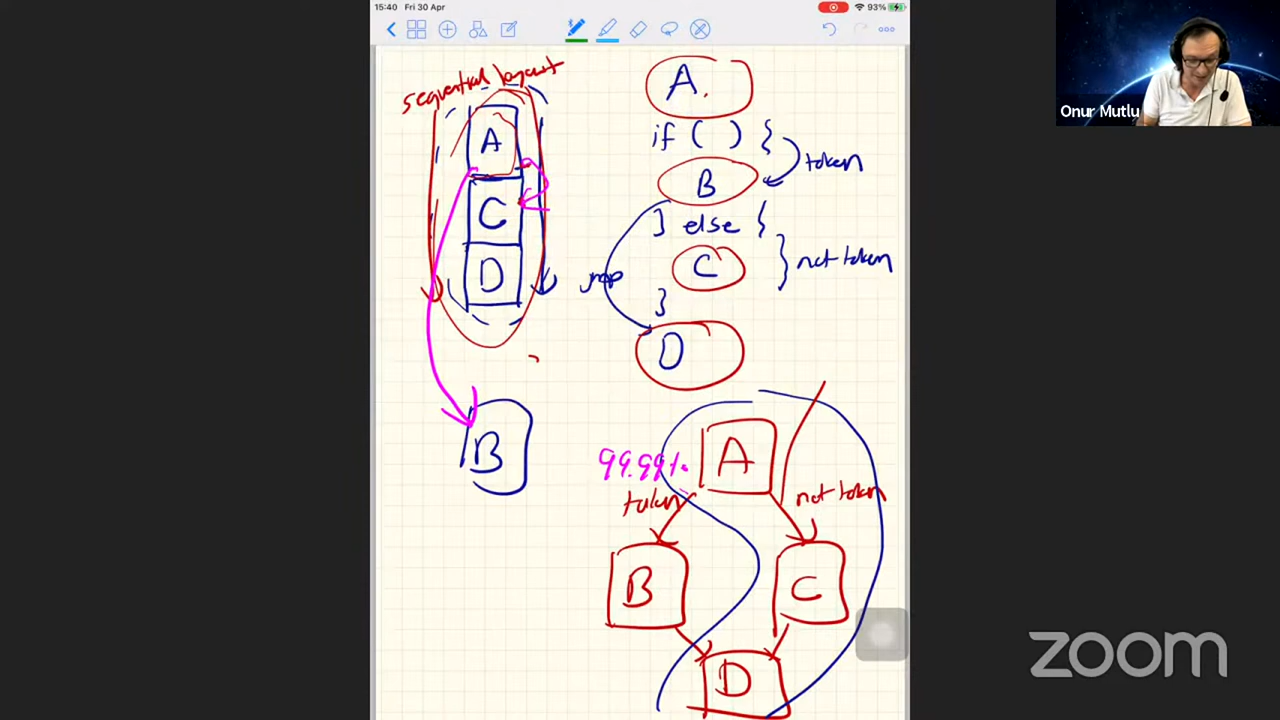 15:40 Fri 30 Apr
93%
Onur Mutlu
sequential layout
A
C
D
B
A.
if ( ) {
taken
B
} else {
C
not taken
}
jmp
D
99.99%
A
taken
not taken
B
C
D
zoom